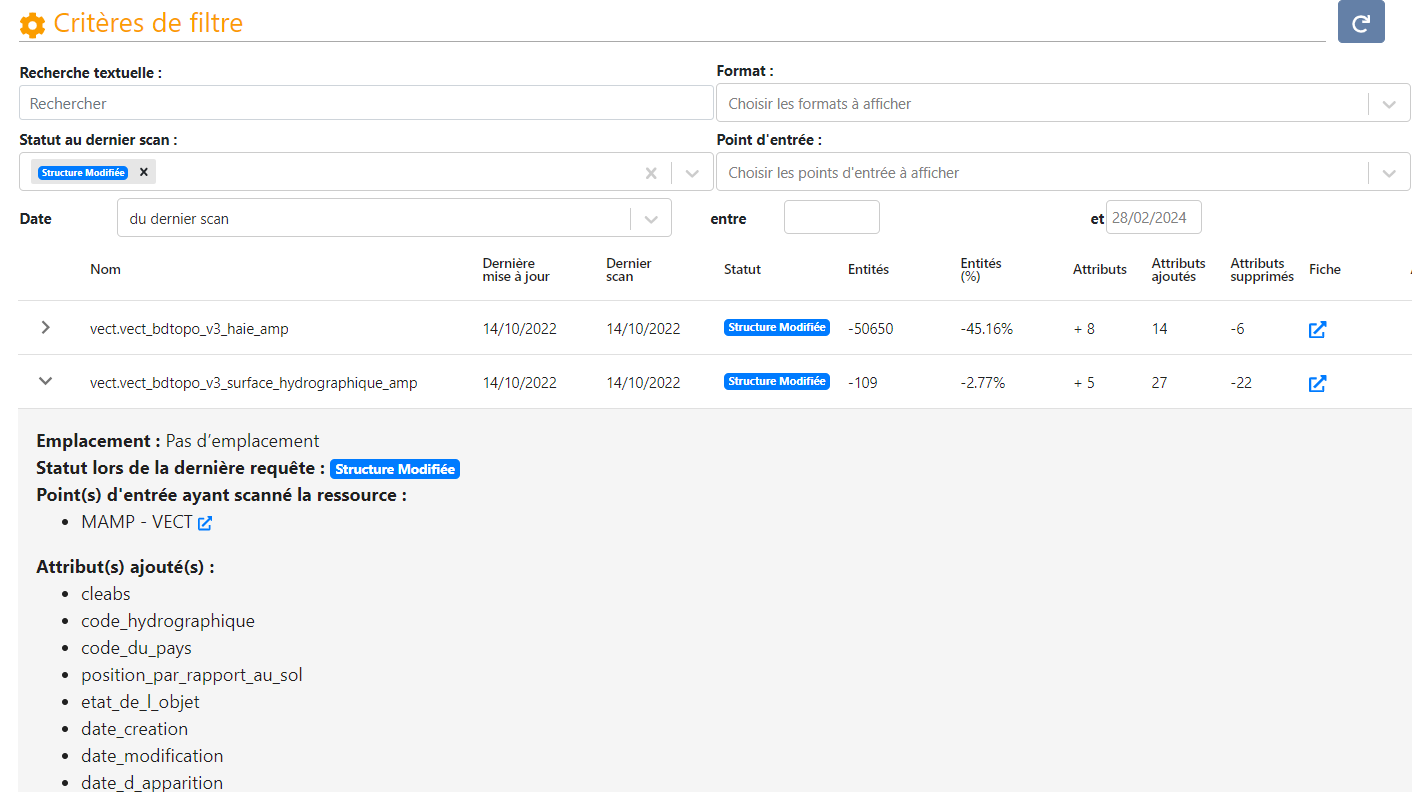 Critères de filtre
Recherche textuelle :
Format :
Rechercher
Choisir les formats à afficher
Statut au dernier scan :
Point d'entrée :
Structure Modifiée
Choisir les points d'entrée à afficher
Date
du dernier scan
entre
et
28/02/2024
Nom
Dernière
mise à jour
Dernier
scan
Statut
Entités
Entités
(%)
Attributs
Attributs
ajoutés
Attributs
supprimés
Fiche
vect.vect_bdtopo_v3_haie_amp 14/10/2022 14/10/2022 Structure Modifiée -50650 -45.16% + 8 14 -6
vect.vect_bdtopo_v3_surface_hydrographique_amp 14/10/2022 14/10/2022 Structure Modifiée -109 -2.77% + 5 27 -22
Emplacement : Pas d’emplacement
Statut lors de la dernière requête : Structure Modifiée
Point(s) d'entrée ayant scanné la ressource :
• MAMP - VECT
Attribut(s) ajouté(s) :
• cleabs
• code_hydrographique
• code_du_pays
• position_par_rapport_au_sol
• etat_de_l_objet
• date_creation
• date_modification
• date_d_apparition